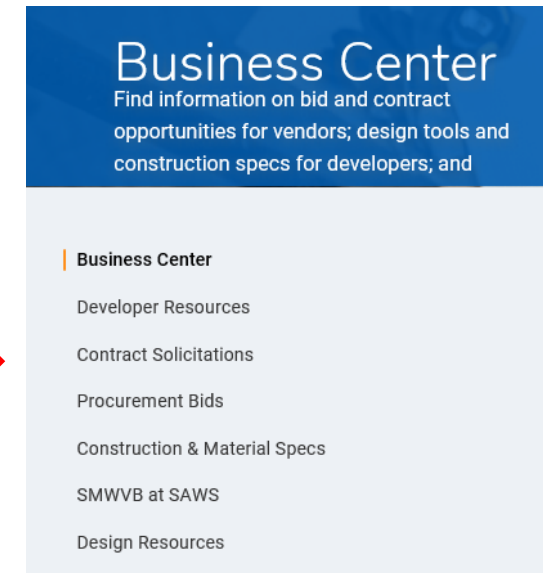 Business Center
Find information on bid and contract
opportunities for vendors; design tools and
construction specs for developers; and
Business Center
Developer Resources
Contract Solicitations
Procurement Bids
Construction & Material Specs
SMWVB at SAWS
Design Resources